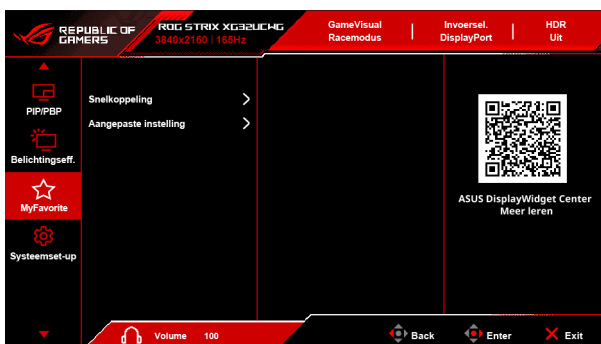 REPUBLIC OF
GAMERS
ROG STRIX XG32UCWG
3840x2160 | 165Hz
GameVisual
Racemodus
Invoersel.
DisplayPort
HDR
Uit
PIP/PBP
Belichtingseff.
MyFavorite
Systeemset-up
Snelkoppeling
Aangepaste instelling
ASUS DisplayWidget Center
Meer leren
Volume 100
Back
Enter
Exit